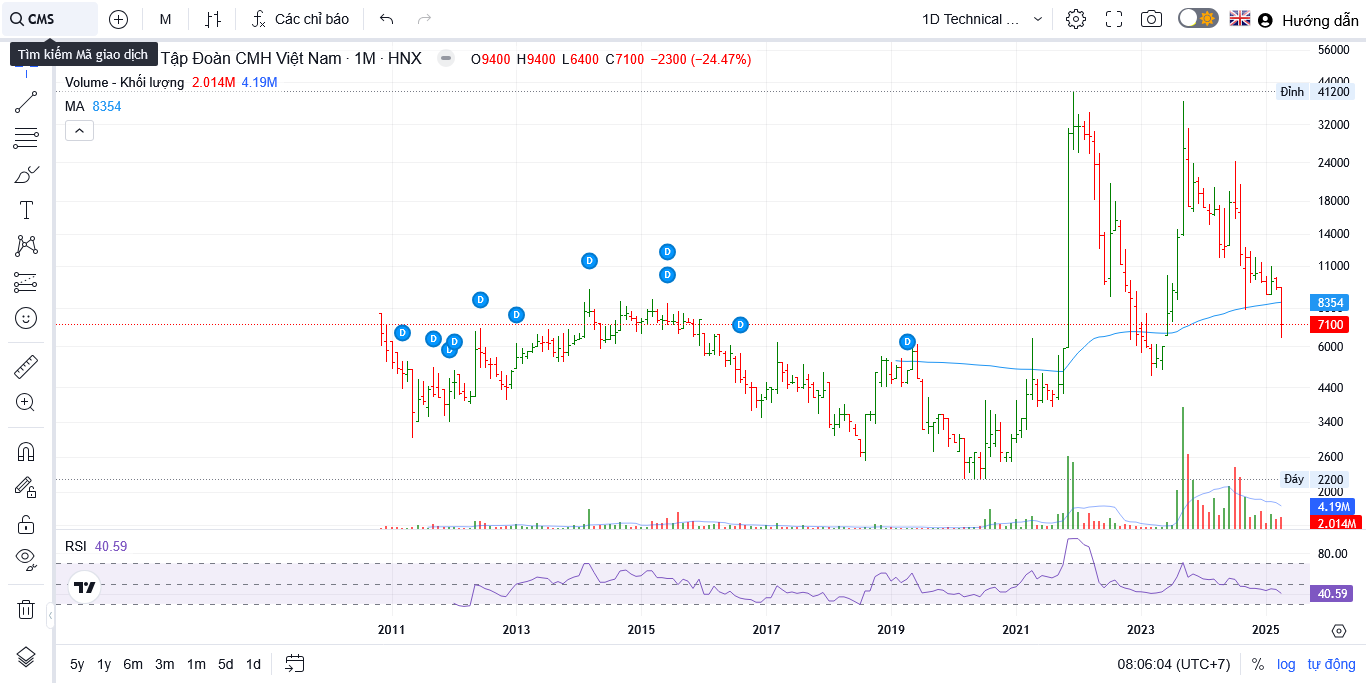 CMS
M
Các chỉ báo
1D Technical ...
Hướng dẫn
Tìm kiếm Mã giao dịch
Tập Đoàn CMH Việt Nam · 1M · HNX
O9400 H9400 L6400 C7100 −2300 (−24.47%)
Volume - Khối lượng 2.014M 4.19M
MA 8354
56000
Đỉnh 41200
32000
24000
18000
14000
11000
8354
7100
6000
4400
3400
2600
Đáy 2200
2000
4.19M
2.014M
RSI 40.59
80.00
40.59
D
D
D
D
D
D
D
D
D
D
D
2011 2013 2015 2017 2019 2021 2023 2025
5y 1y 6m 3m 1m 5d 1d
08:06:04 (UTC+7) % log tự động